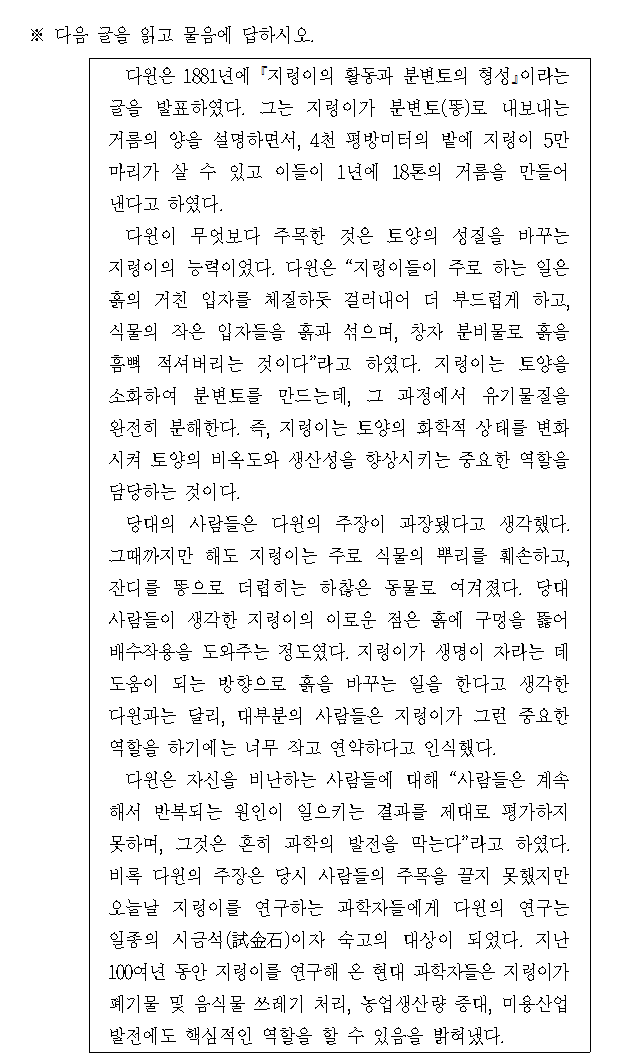 ※ 다음 글을 읽고 물음에 답하시오.
다윈은 1881년에 『지렁이의 활동과 분변토의 형성』이라는
글을 발표하였다. 그는 지렁이가 분변토(똥)로 내보내는
거름의 양을 설명하면서, 4천 평방미터의 밭에 지렁이 5만
마리가 살 수 있고 이들이 1년에 18톤의 거름을 만들어
낸다고 하였다.
다윈이 무엇보다 주목한 것은 토양의 성질을 바꾸는
지렁이의 능력이었다. 다윈은 “지렁이들이 주로 하는 일은
흙의 거친 입자를 체질하듯 걸러내어 더 부드럽게 하고,
식물의 작은 입자들을 흙과 섞으며, 창자 분비물로 흙을
흠뻑 적셔버리는 것이다”라고 하였다. 지렁이는 토양을
소화하여 분변토를 만드는데, 그 과정에서 유기물질을
완전히 분해한다. 즉, 지렁이는 토양의 화학적 상태를 변화
시켜 토양의 비옥도와 생산성을 향상시키는 중요한 역할을
담당하는 것이다.
당대의 사람들은 다윈의 주장이 과장됐다고 생각했다.
그때까지만 해도 지렁이는 주로 식물의 뿌리를 훼손하고,
잔디를 똥으로 더럽히는 하찮은 동물로 여겨졌다. 당대
사람들이 생각한 지렁이의 이로운 점은 흙에 구멍을 뚫어
배수작용을 도와주는 정도였다. 지렁이가 생명이 자라는 데
도움이 되는 방향으로 흙을 바꾸는 일을 한다고 생각한
다윈과는 달리, 대부분의 사람들은 지렁이가 그런 중요한
역할을 하기에는 너무 작고 연약하다고 인식했다.
다윈은 자신을 비난하는 사람들에 대해 “사람들은 계속
해서 반복되는 원인이 일으키는 결과를 제대로 평가하지
못하며, 그것은 흔히 과학의 발전을 막는다”라고 하였다.
비록 다윈의 주장은 당시 사람들의 주목을 끌지 못했지만
오늘날 지렁이를 연구하는 과학자들에게 다윈의 연구는
일종의 시금석(試金石)이자 숙고의 대상이 되었다. 지난
100여년 동안 지렁이를 연구해 온 현대 과학자들은 지렁이가
폐기물 및 음식물 쓰레기 처리, 농업생산량 증대, 미용산업
발전에도 핵심적인 역할을 할 수 있음을 밝혀냈다.